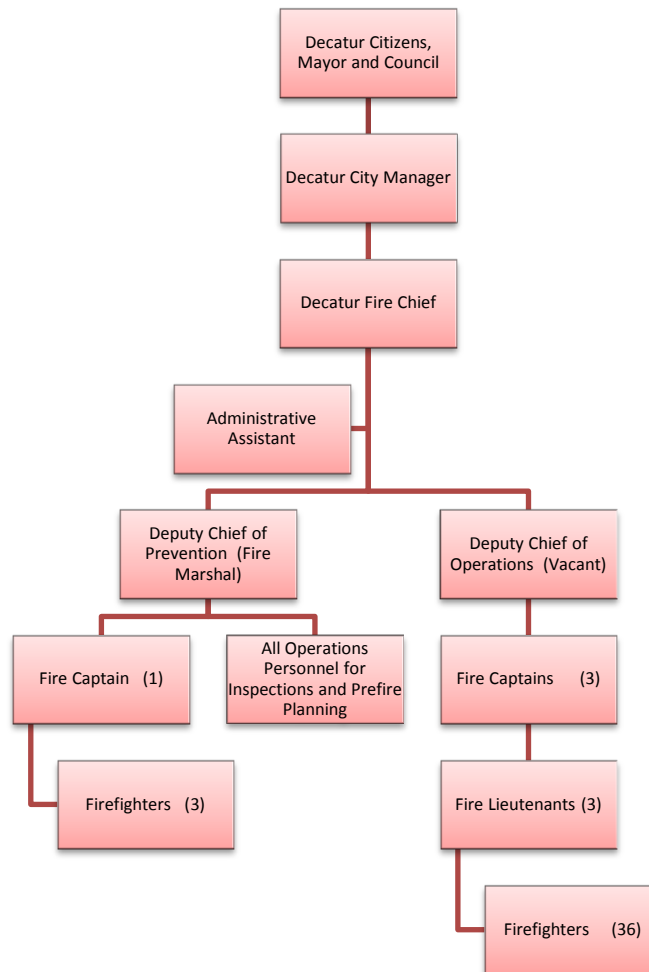 Decatur Citizens,
Mayor and Council
Decatur City Manager
Decatur Fire Chief
Administrative
Assistant
Deputy Chief of
Prevention (Fire
Marshal)
Deputy Chief of
Operations (Vacant)
Fire Captain (1)
All Operations
Personnel for
Inspections and Prefire
Planning
Fire Captains (3)
Firefighters (3)
Fire Lieutenants (3)
Firefighters (36)